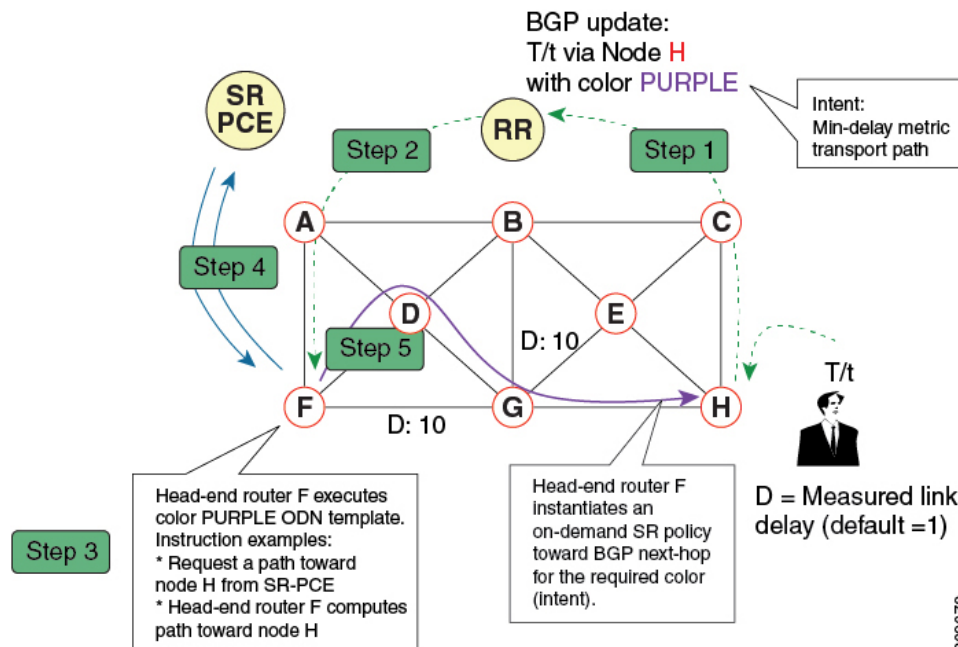 BGP update:
T/t via Node H
with color PURPLE
SR
PCE
RR
Intent:
Min-delay metric
transport path
Step 2
Step 1
A
B
C
Step 4
D
E
Step 5
D: 10
T/t
F
G
H
D: 10
Head-end router F executes
color PURPLE ODN template.
Instruction examples:
* Request a path toward
node H from SR-PCE
* Head-end router F computes
path toward node H
Head-end router F
instantiates an
on-demand SR policy
toward BGP next-hop
for the required color
(intent).
D = Measured link
delay (default =1)
Step 3